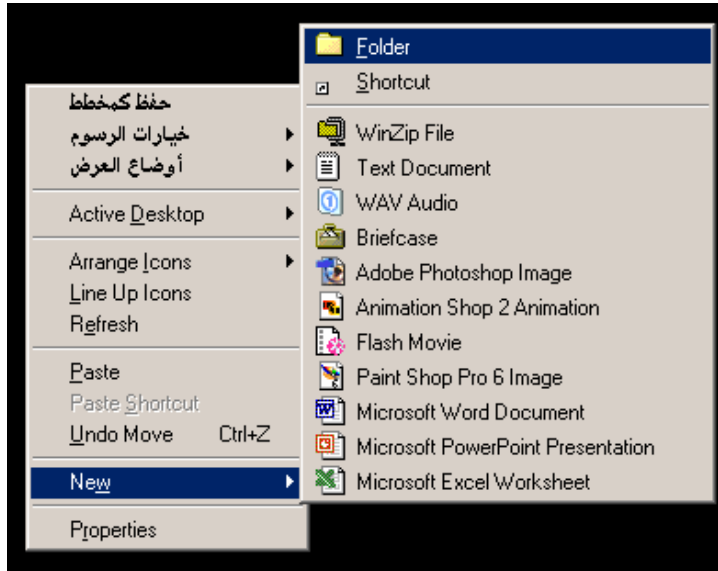 حفظ كمخطط
خيارات الرسوم
أوضاع العرض
Active Desktop
Arrange Icons
Line Up Icons
Refresh
Paste
Paste Shortcut
Undo Move Ctrl+Z
New
Properties
Folder
Shortcut
WinZip File
Text Document
WAV Audio
Briefcase
Adobe Photoshop Image
Animation Shop 2 Animation
Flash Movie
Paint Shop Pro 6 Image
Microsoft Word Document
Microsoft PowerPoint Presentation
Microsoft Excel Worksheet